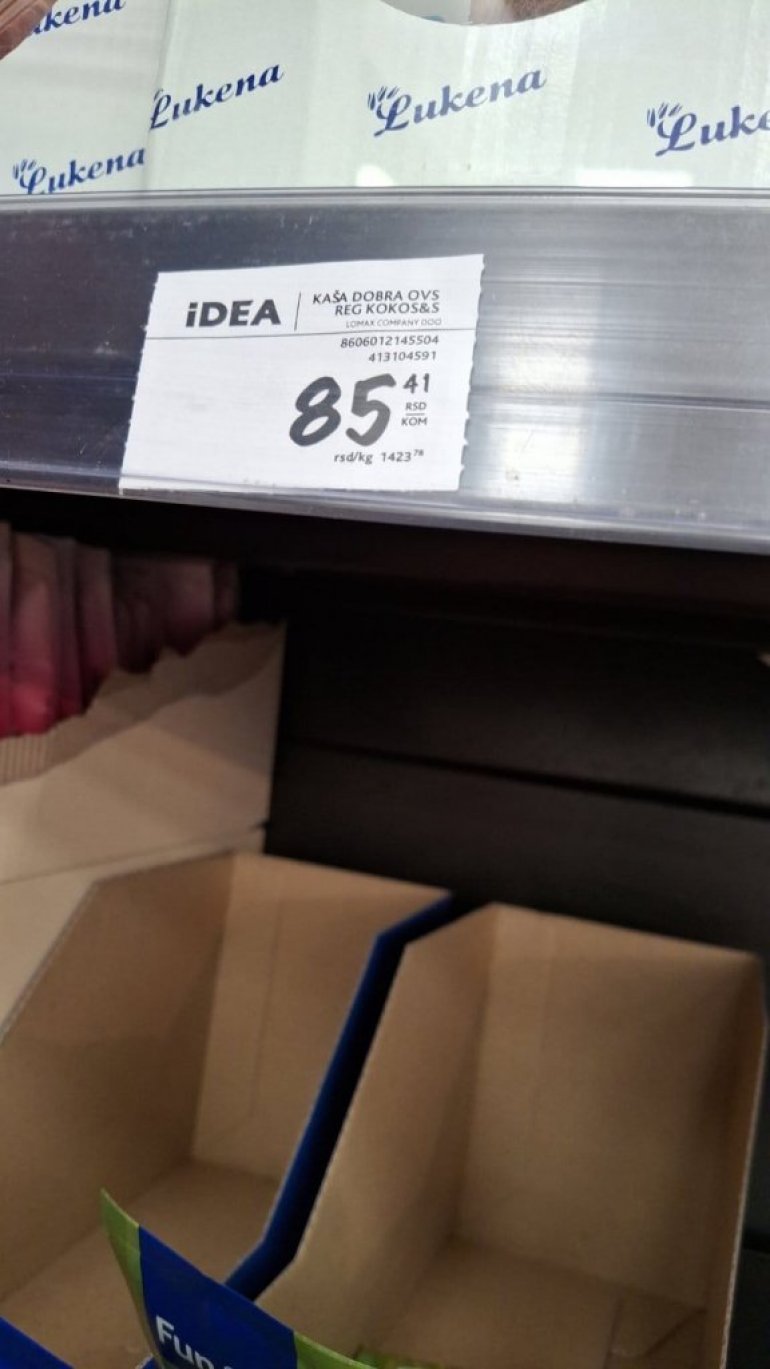 Lukena
Lukena
Lukena
Lukena
iDEA
KAŠA DOBRA OVS
REG KOKOS&S
LOMAX COMPANY DOO
8606012145504
413104591
85 41
RSD
KOM
rsd/kg 1423 78